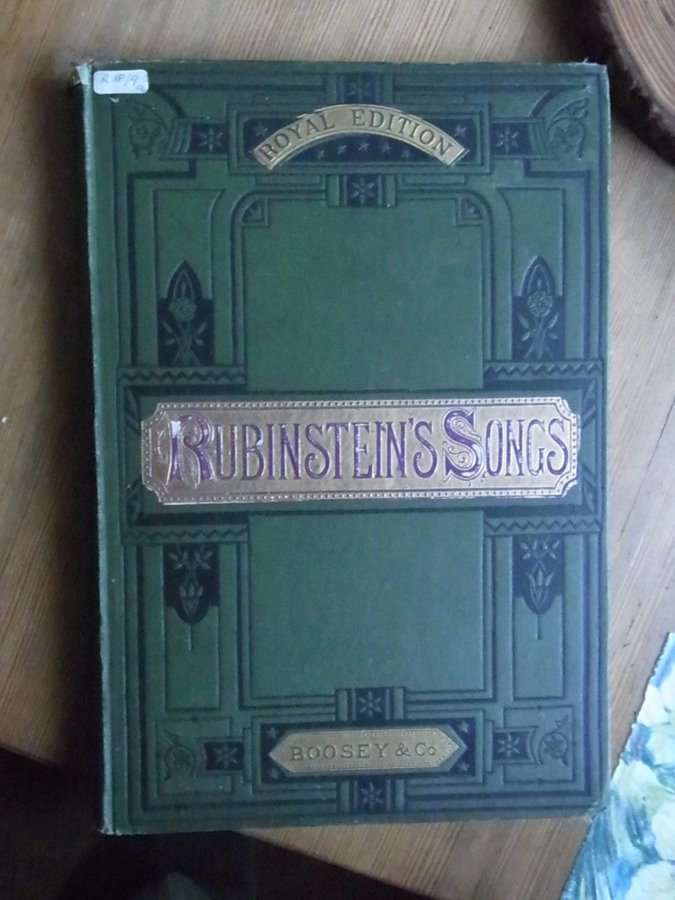 ROYAL EDITION
RUBINSTEIN'S SONGS
BOOSEY & Co